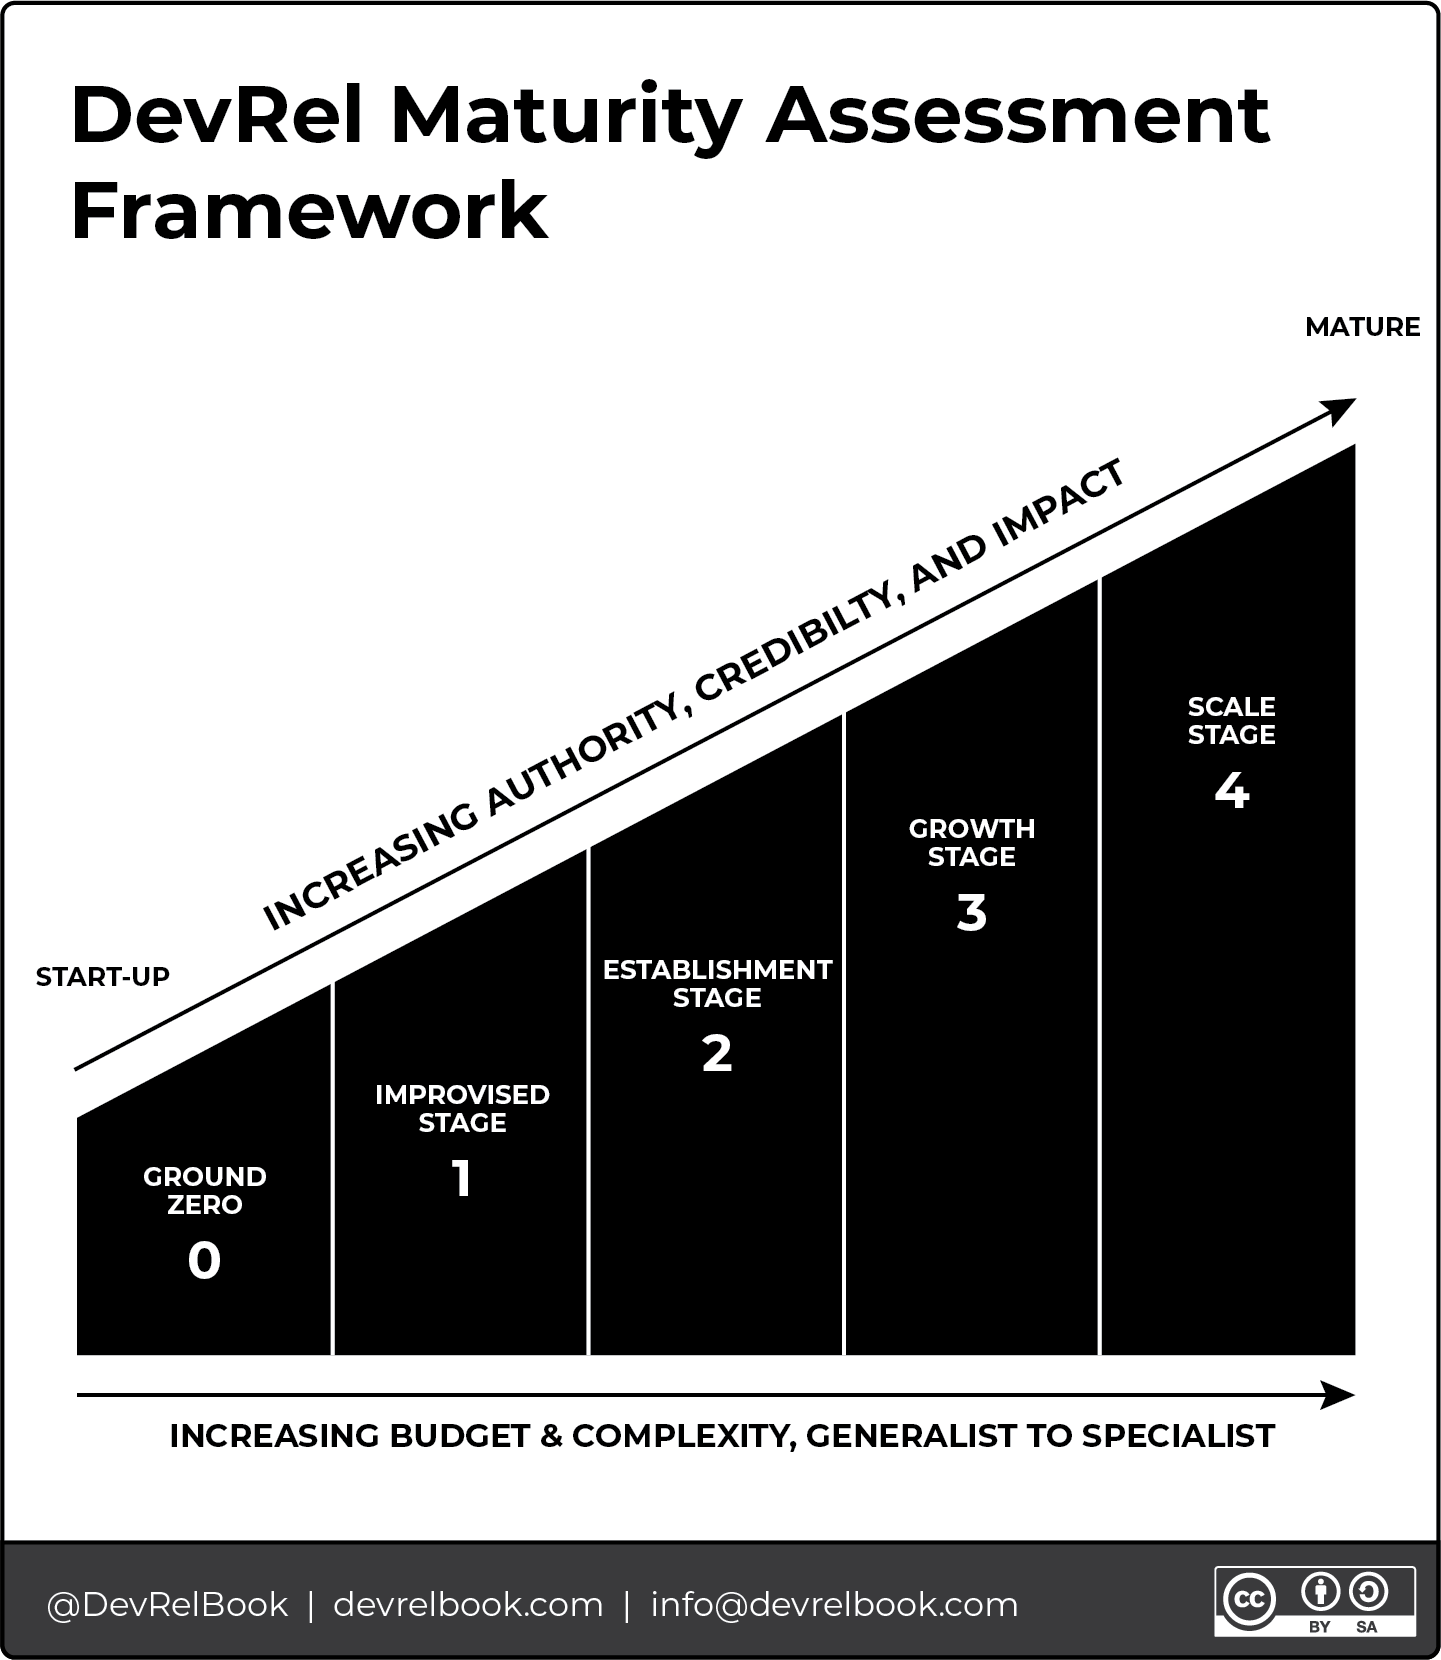 DevRel Maturity Assessment
Framework
MATURE
INCREASING AUTHORITY, CREDIBILTY, AND IMPACT
START-UP
GROUND
ZERO
0
IMPROVISED
STAGE
1
ESTABLISHMENT
STAGE
2
GROWTH
STAGE
3
SCALE
STAGE
4
INCREASING BUDGET & COMPLEXITY, GENERALIST TO SPECIALIST
@DevRelBook | devrelbook.com | info@devrelbook.com
CC
BY SA